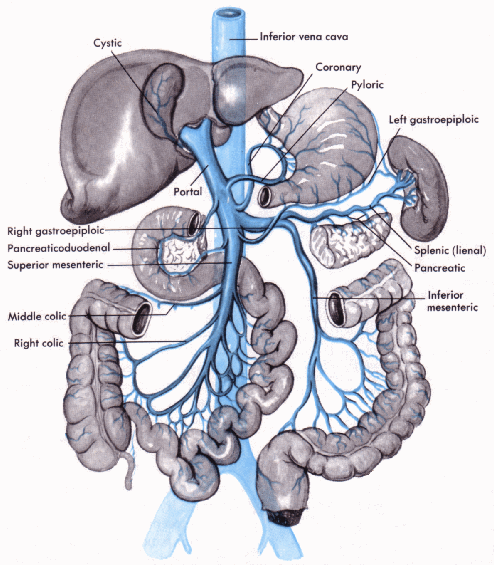 Cystic
Inferior vena cava
Coronary
Pyloric
Left gastroepiploic
Portal
Right gastroepiploic
Pancreaticoduodenal
Superior mesenteric
Splenic (lienal)
Pancreatic
Inferior
mesenteric
Middle colic
Right colic